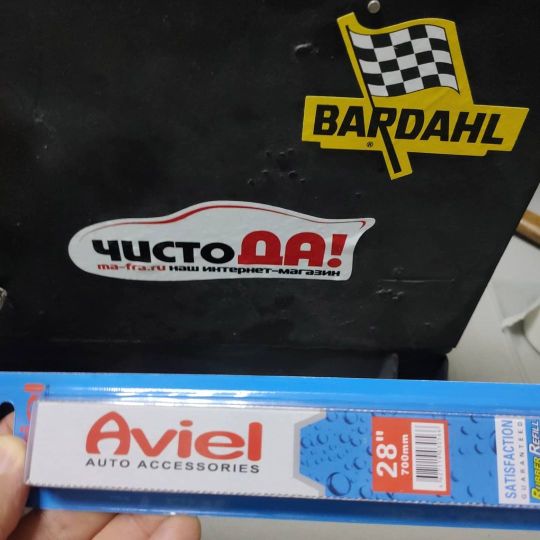 BARDAHL
®
чистоДА!
ma-fra.ru наш интернет-магазин
Aviel
AUTO ACCESSORIES
28"
700mm
SATISFACTION
GUARANTEED
RUBBER REFILL